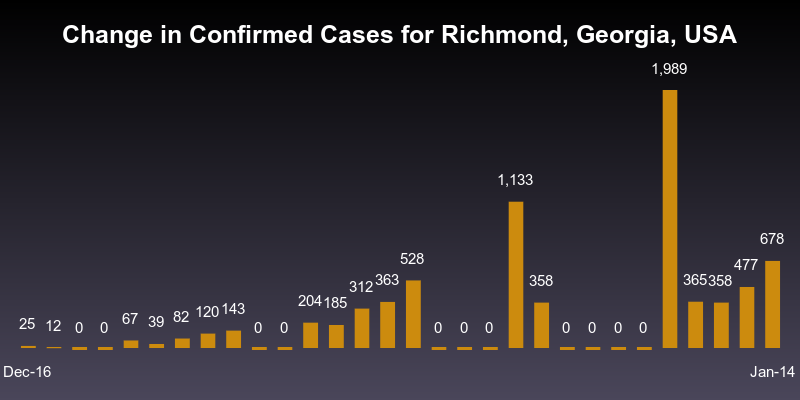 Change in Confirmed Cases for Richmond, Georgia, USA
25 12 0 0 67 39 82 120 143 0 0 204 185 312 363 528 0 0 0 1,133 358 0 0 0 0 1,989 365 358 477 678
Dec-16 Jan-14